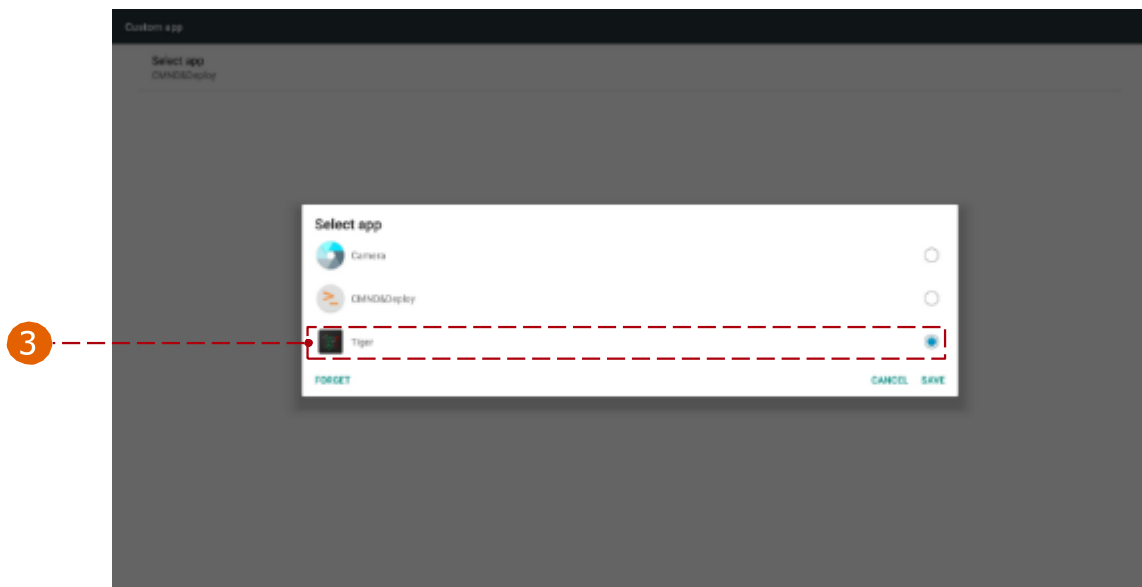 Custom app
Select app
CMND&Deploy
Select app
Camera
CMND&Deploy
3
Tiger
FORGET
CANCEL SAVE